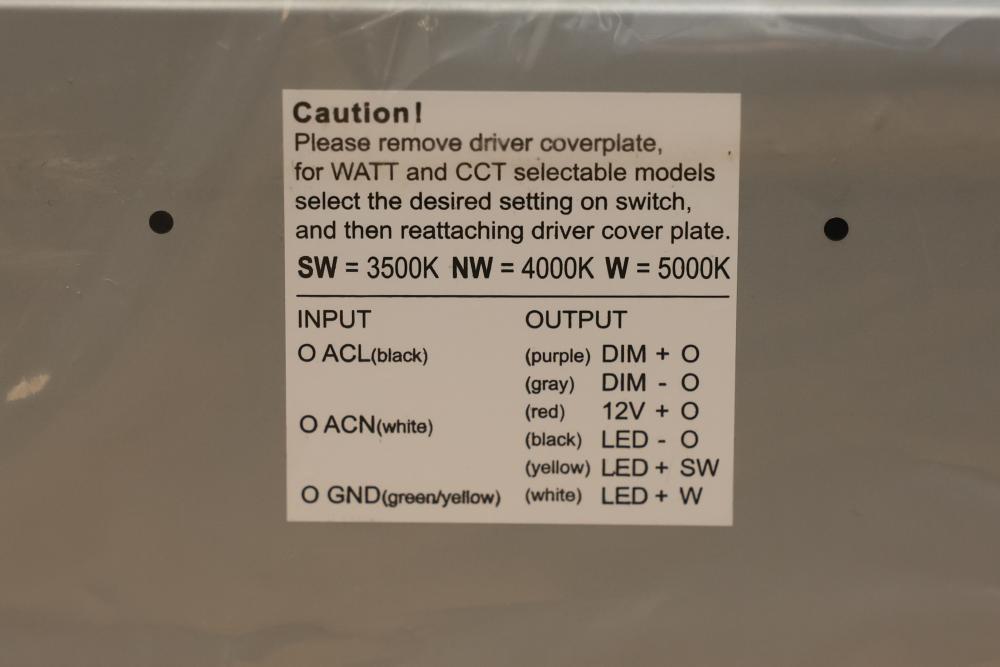 Caution!
Please remove driver coverplate,
for WATT and CCT selectable models
select the desired setting on switch,
and then reattaching driver cover plate.
SW = 3500K NW = 4000K W = 5000K
INPUT
O ACL(black)
O ACN(white)
O GND(green/yellow)
OUTPUT
(purple) DIM + O
(gray) DIM - O
(red) 12V + O
(black) LED - O
(yellow) LED + SW
(white) LED + W